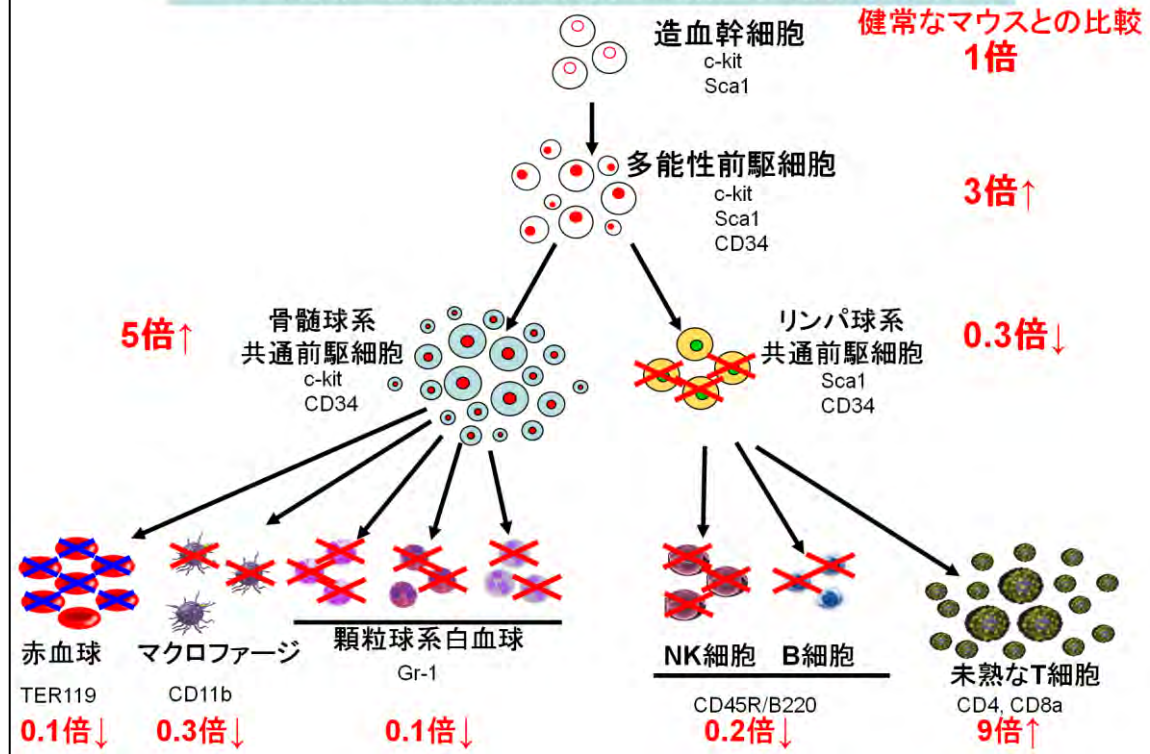 健常なマウスとの比較
造血幹細胞
c-kit
Sca1
1倍
多能性前駆細胞
c-kit
Sca1
CD34
3倍↑
5倍↑
骨髄球系
共通前駆細胞
c-kit
CD34
リンパ球系
共通前駆細胞
Sca1
CD34
0.3倍↓
赤血球
TER119
0.1倍↓
マクロファージ
CD11b
0.3倍↓
顆粒球系白血球
Gr-1
0.1倍↓
NK細胞 B細胞
CD45R/B220
0.2倍↓
未熟なT細胞
CD4, CD8a
9倍↑